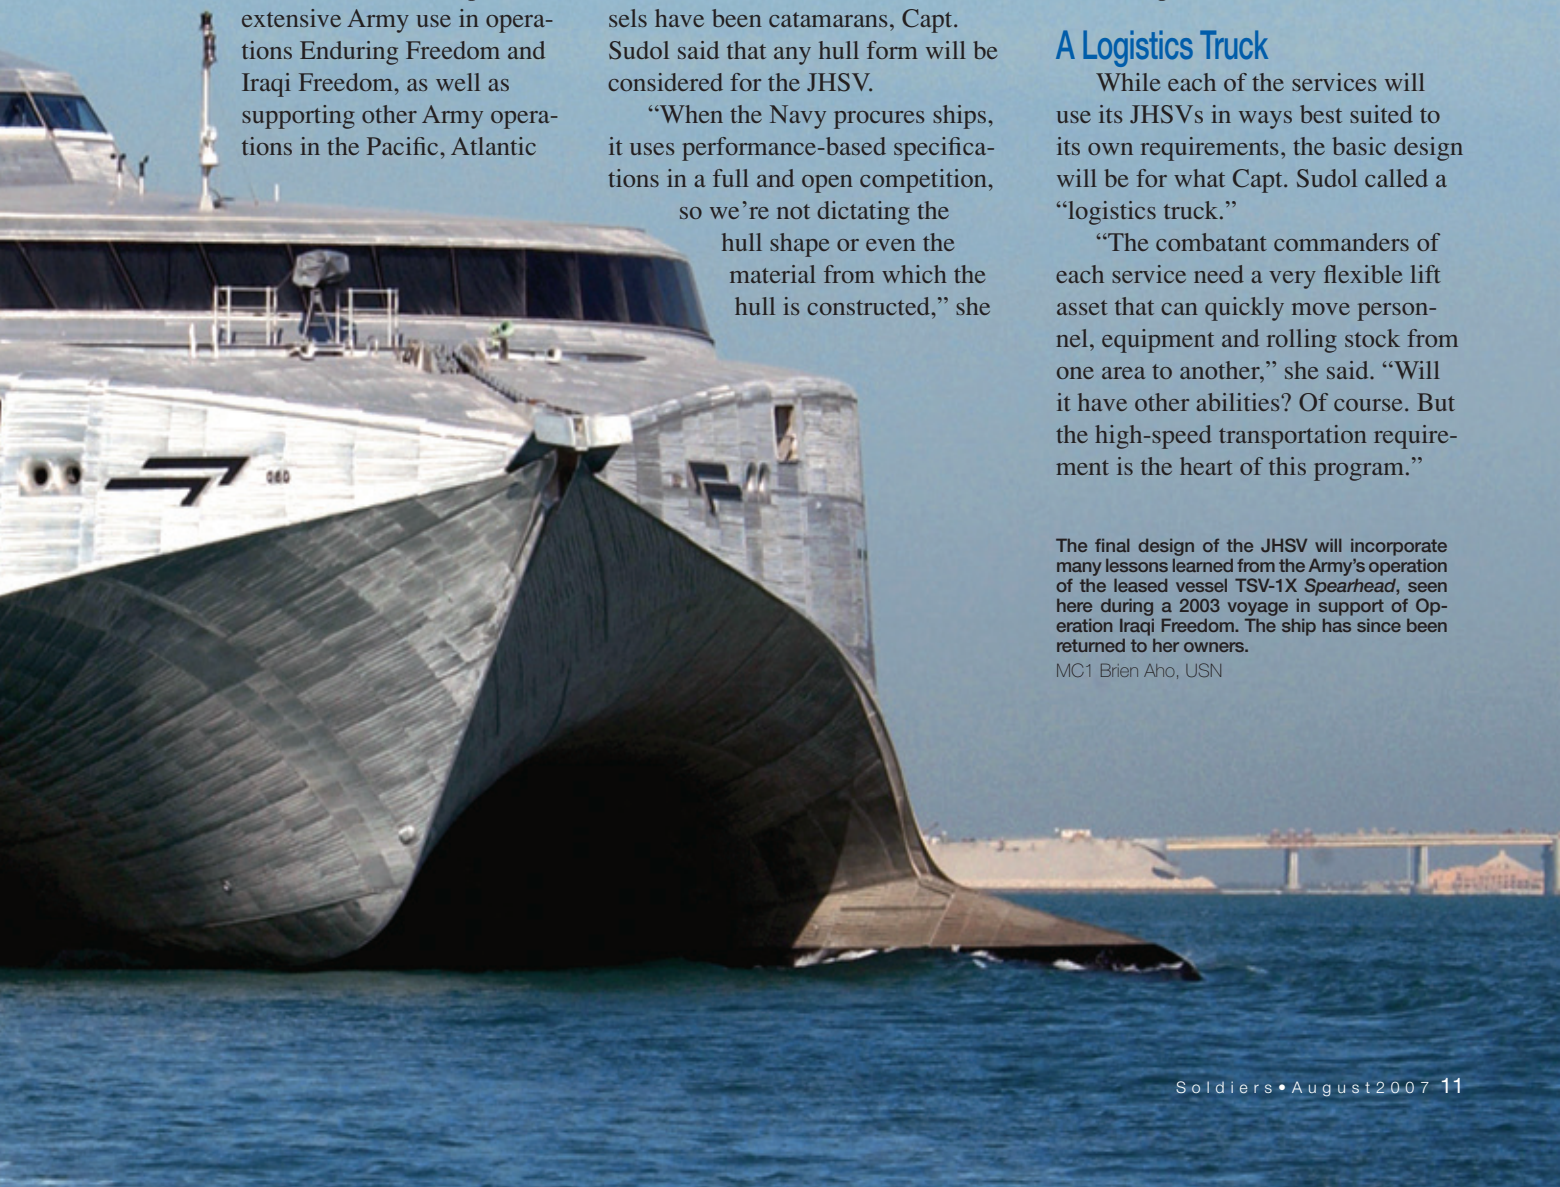 extensive Army use in opera-
tions Enduring Freedom and
Iraqi Freedom, as well as
supporting other Army opera-
tions in the Pacific, Atlantic
sels have been catamarans, Capt.
Sudol said that any hull form will be
considered for the JHSV.
“When the Navy procures ships,
it uses performance-based specifica-
tions in a full and open competition,
so we’re not dictating the
hull shape or even the
material from which the
hull is constructed,” she
A Logistics Truck
While each of the services will
use its JHSVs in ways best suited to
its own requirements, the basic design
will be for what Capt. Sudol called a
“logistics truck.”
“The combatant commanders of
each service need a very flexible lift
asset that can quickly move person-
nel, equipment and rolling stock from
one area to another,” she said. “Will
it have other abilities? Of course. But
the high-speed transportation require-
ment is the heart of this program.”
The final design of the JHSV will incorporate
many lessons learned from the Army’s operation
of the leased vessel TSV-1X Spearhead, seen
here during a 2003 voyage in support of Op-
eration Iraqi Freedom. The ship has since been
returned to her owners.
MC1 Brien Aho, USN
Soldiers•August2007 11